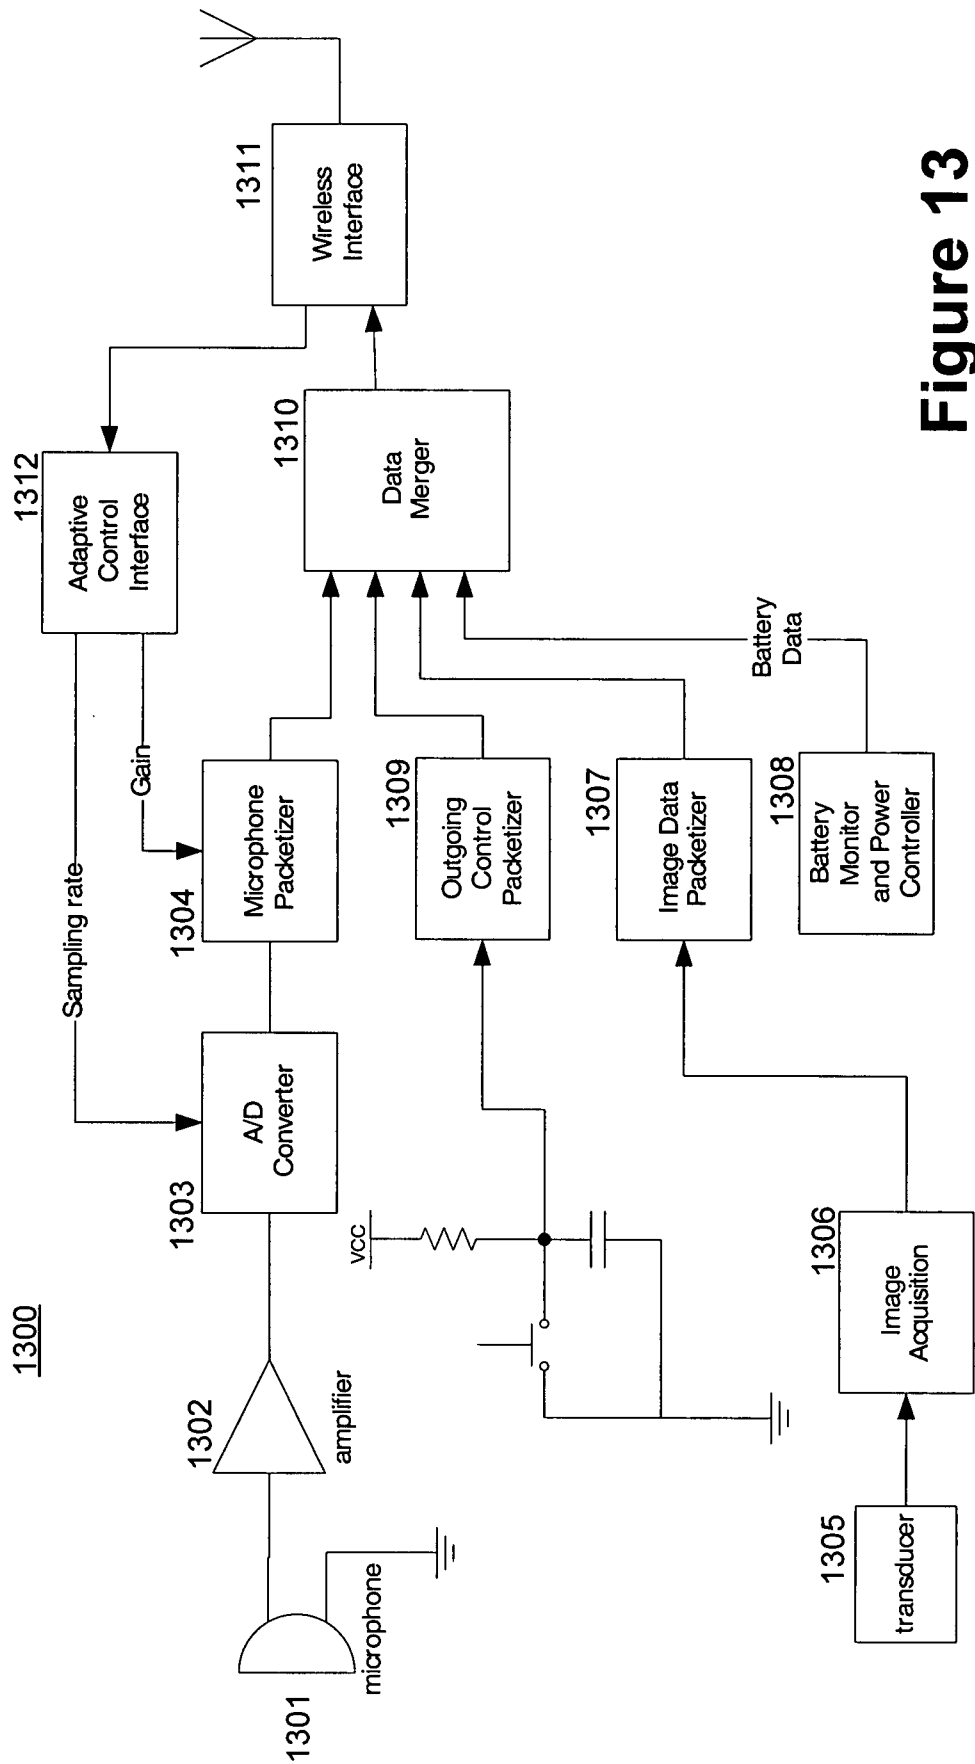 1300
1301
microphone
1302
amplifier
1303
A/D
Converter
Sampling rate
1304
Microphone
Packetizer
Gain
1312
Adaptive
Control
Interface
1311
Wireless
Interface
1310
Data
Merger
VCC
1309
Outgoing
Control
Packetizer
1305
transducer
1306
Image
Acquisition
1307
Image Data
Packetizer
1308
Battery
Monitor
and Power
Controller
Battery
Data
Figure 13